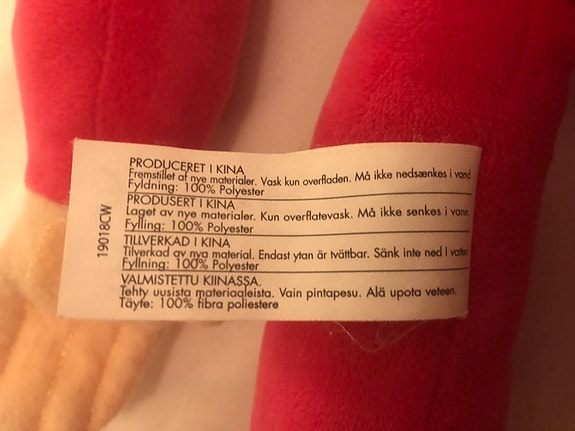 PRODUCERET I KINA
Fremstillet af nye materialer. Vask kun overfladen. Må ikke nedsænkes i vand
Fyldning: 100% Polyester
PRODUSERT I KINA
Laget av nye materialer. Kun overflatevask. Må ikke senkes i vann.
Fylling: 100% Polyester
TILLVERKAD I KINA
Tillverkad av nya material. Endast ytan är tvättbar. Sänk inte ned I vatten
Fyllning: 100% Polyester
VALMISTETTU KIINASSA.
Tehty uusista materiaaleista. Vain pintapesu. Älä upota veteen.
Täyte: 100% fibra poliestere
19018CW